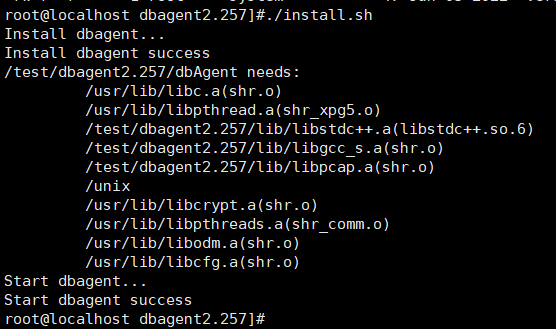 root@localhost dbagent2.257]#./install.sh
Install dbagent...
Install dbagent success
/test/dbagent2.257/dbAgent needs:
/usr/lib/libc.a(shr.o)
/usr/lib/libpthread.a(shr_xpg5.o)
/test/dbagent2.257/lib/libstdc++.a(libstdc++.so.6)
/test/dbagent2.257/lib/libgcc_s.a(shr.o)
/test/dbagent2.257/lib/libpcap.a(shr.o)
/unix
/usr/lib/libcrypt.a(shr.o)
/usr/lib/libpthreads.a(shr_comm.o)
/usr/lib/libodm.a(shr.o)
/usr/lib/libcfg.a(shr.o)
Start dbagent...
Start dbagent success
root@localhost dbagent2.257]#